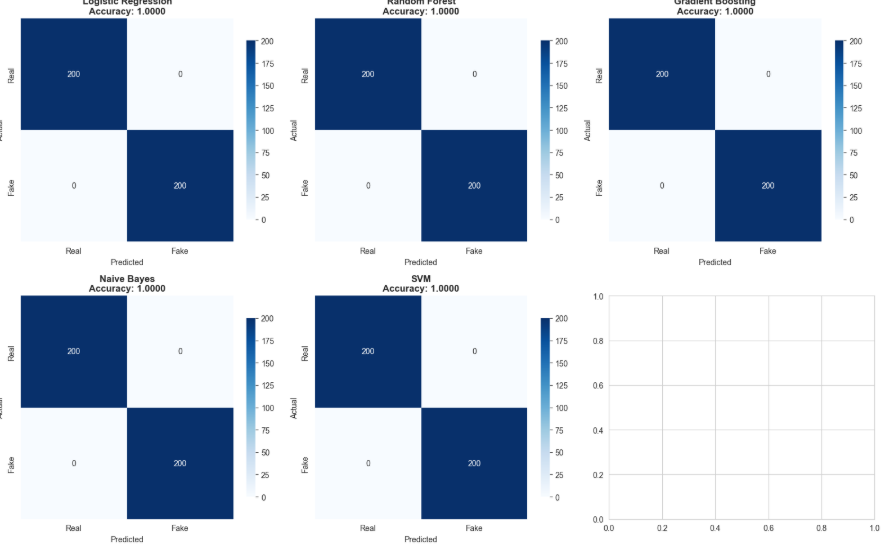 Logistic Regression
Accuracy: 1.0000
Random Forest
Accuracy: 1.0000
Gradient Boosting
Accuracy: 1.0000
Real
Fake
Actual
200
0
0
200
Real
Fake
Predicted
200
175
150
125
100
75
50
25
0
Real
Fake
Actual
200
0
0
200
Real
Fake
Predicted
200
175
150
125
100
75
50
25
0
Real
Fake
Actual
200
0
0
200
Real
Fake
Predicted
200
175
150
125
100
75
50
25
0
Naive Bayes
Accuracy: 1.0000
SVM
Accuracy: 1.0000
Real
Fake
Actual
200
0
0
200
Real
Fake
Predicted
200
175
150
125
100
75
50
25
0
Real
Fake
Actual
200
0
0
200
Real
Fake
Predicted
200
175
150
125
100
75
50
25
0
1.0
0.8
0.6
0.4
0.2
0.0
0.0
0.2
0.4
0.6
0.8
1.0